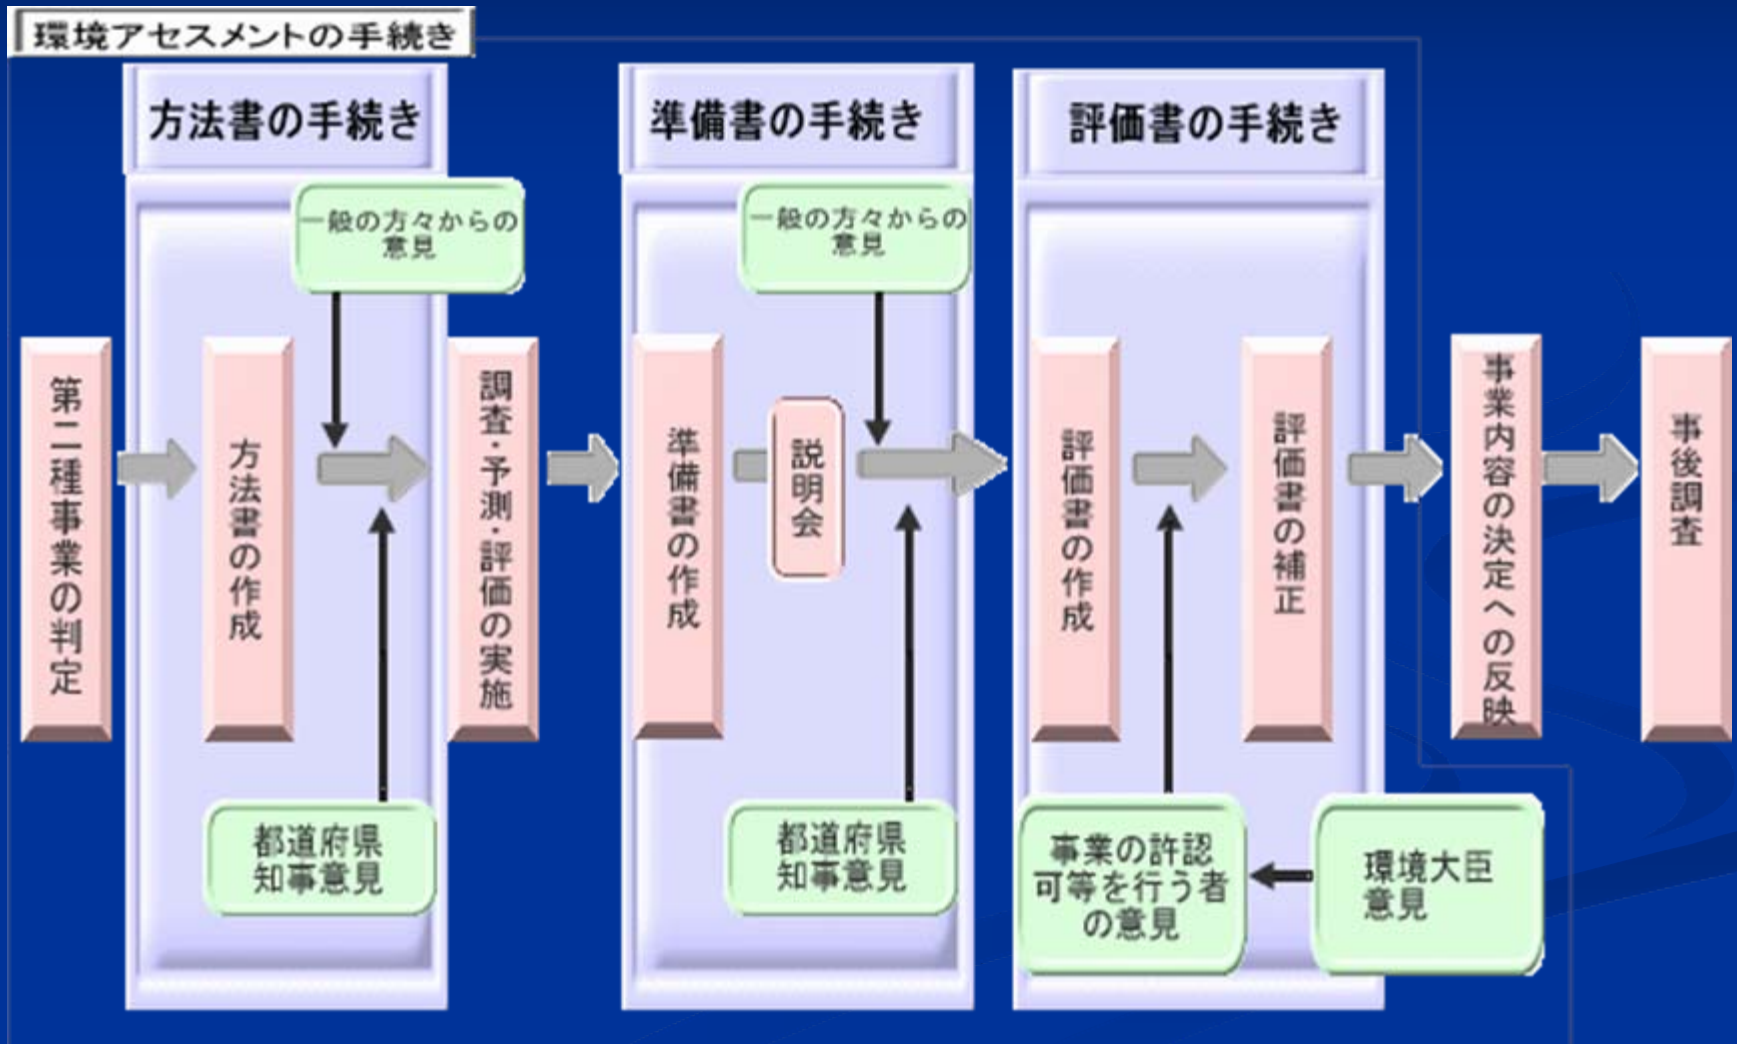 環境アセスメントの手続き
方法書の手続き
準備書の手続き
評価書の手続き
一般の方々からの
意見
一般の方々からの
意見
第二種事業の判定
方法書の作成
調査・予測・評価の実施
準備書の作成
説明会
評価書の作成
評価書の補正
事業内容の決定への反映
事後調査
都道府県
知事意見
都道府県
知事意見
事業の許認
可等を行う者
の意見
環境大臣
意見